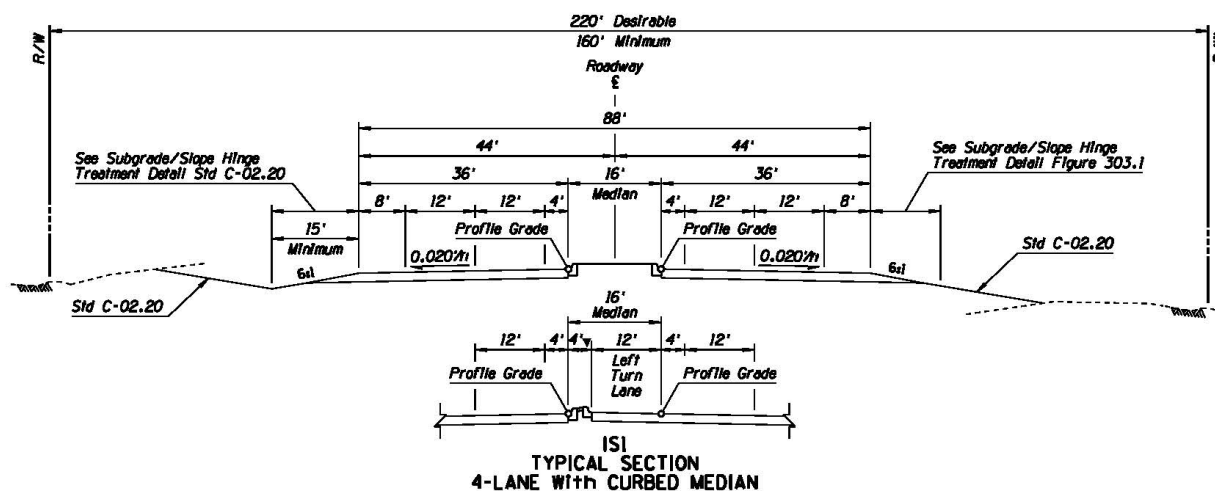 220' Desirable
160' Minimum
R/W
Roadway
℄
88'
44' 44'
See Subgrade/Slope Hinge
Treatment Detail Std C-02.20
See Subgrade/Slope Hinge
Treatment Detail Figure 303.1
36' 16' 36'
Median
8' 12' 12' 4' 4' 12' 12' 8'
15'
Minimum
Profile Grade Profile Grade
0.020'/ft 0.020'/ft
6:1 6:1
Std C-02.20
Std C-02.20
16'
Median
12' 4' 4' 12' 4' 12'
Left
Turn
Lane
Profile Grade Profile Grade
1S1
TYPICAL SECTION
4-LANE With CURBED MEDIAN